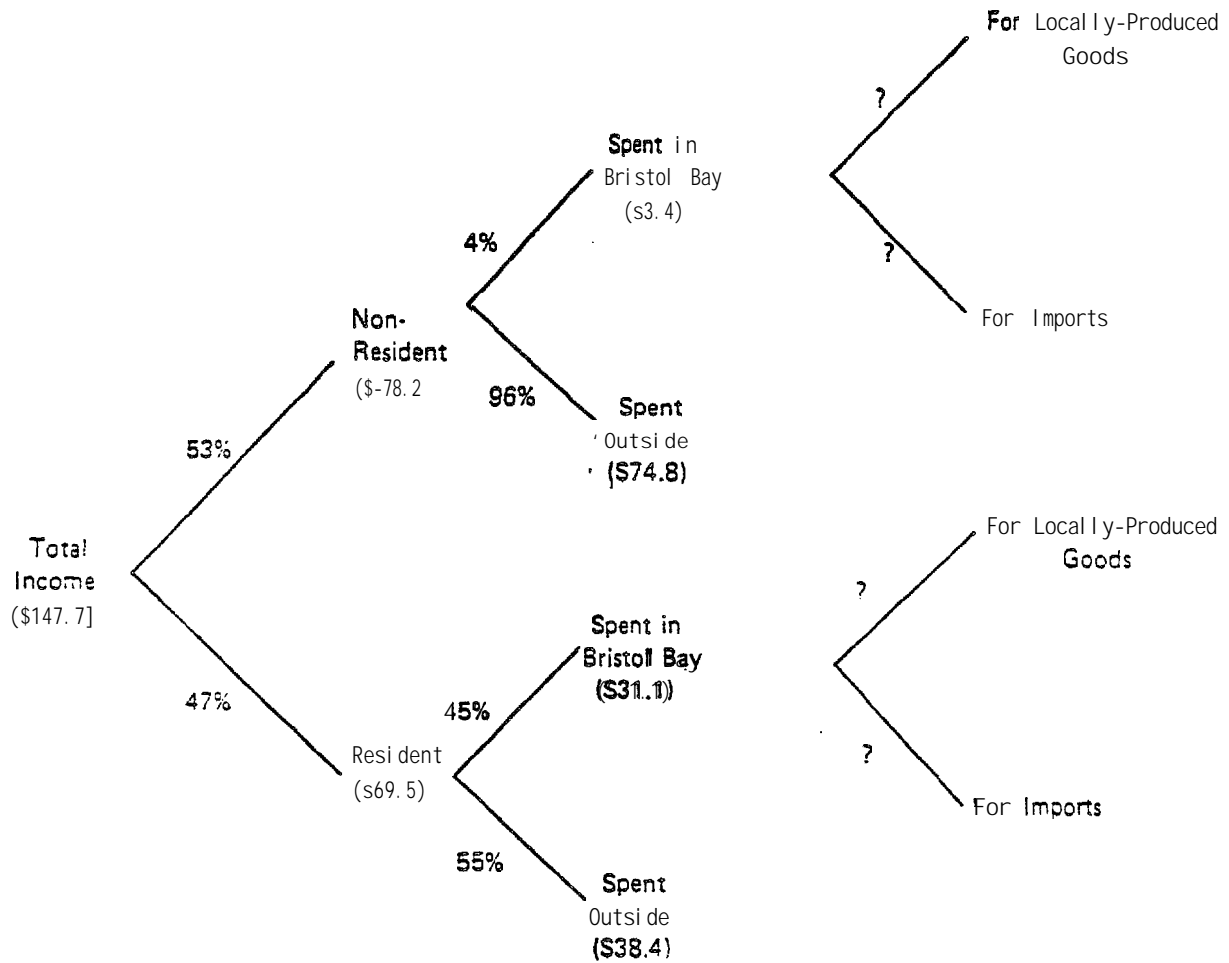 For Locally-Produced
Goods
?
Spent in
Bristol Bay
(s3.4)
4%
?
For Imports
Non-
Resident
($-78.2
96%
Spent
Outside
(S74.8)
53%
Total
Income
($147.7]
For Locally-Produced
Goods
?
Spent in
Bristol Bay
(S31.1)
47%
45%
?
Resident
(s69.5)
For Imports
55%
Spent
Outside
(S38.4)